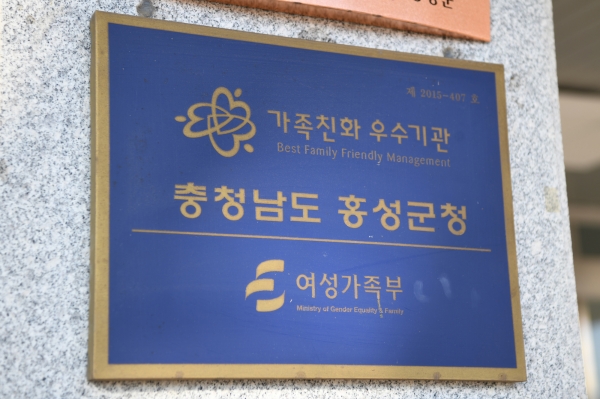 제 2015-487 호
가족친화 우수기관
Best Family Friendly Management
충청남도 홍성군청
여성가족부
Ministry of Gender Equality & Family